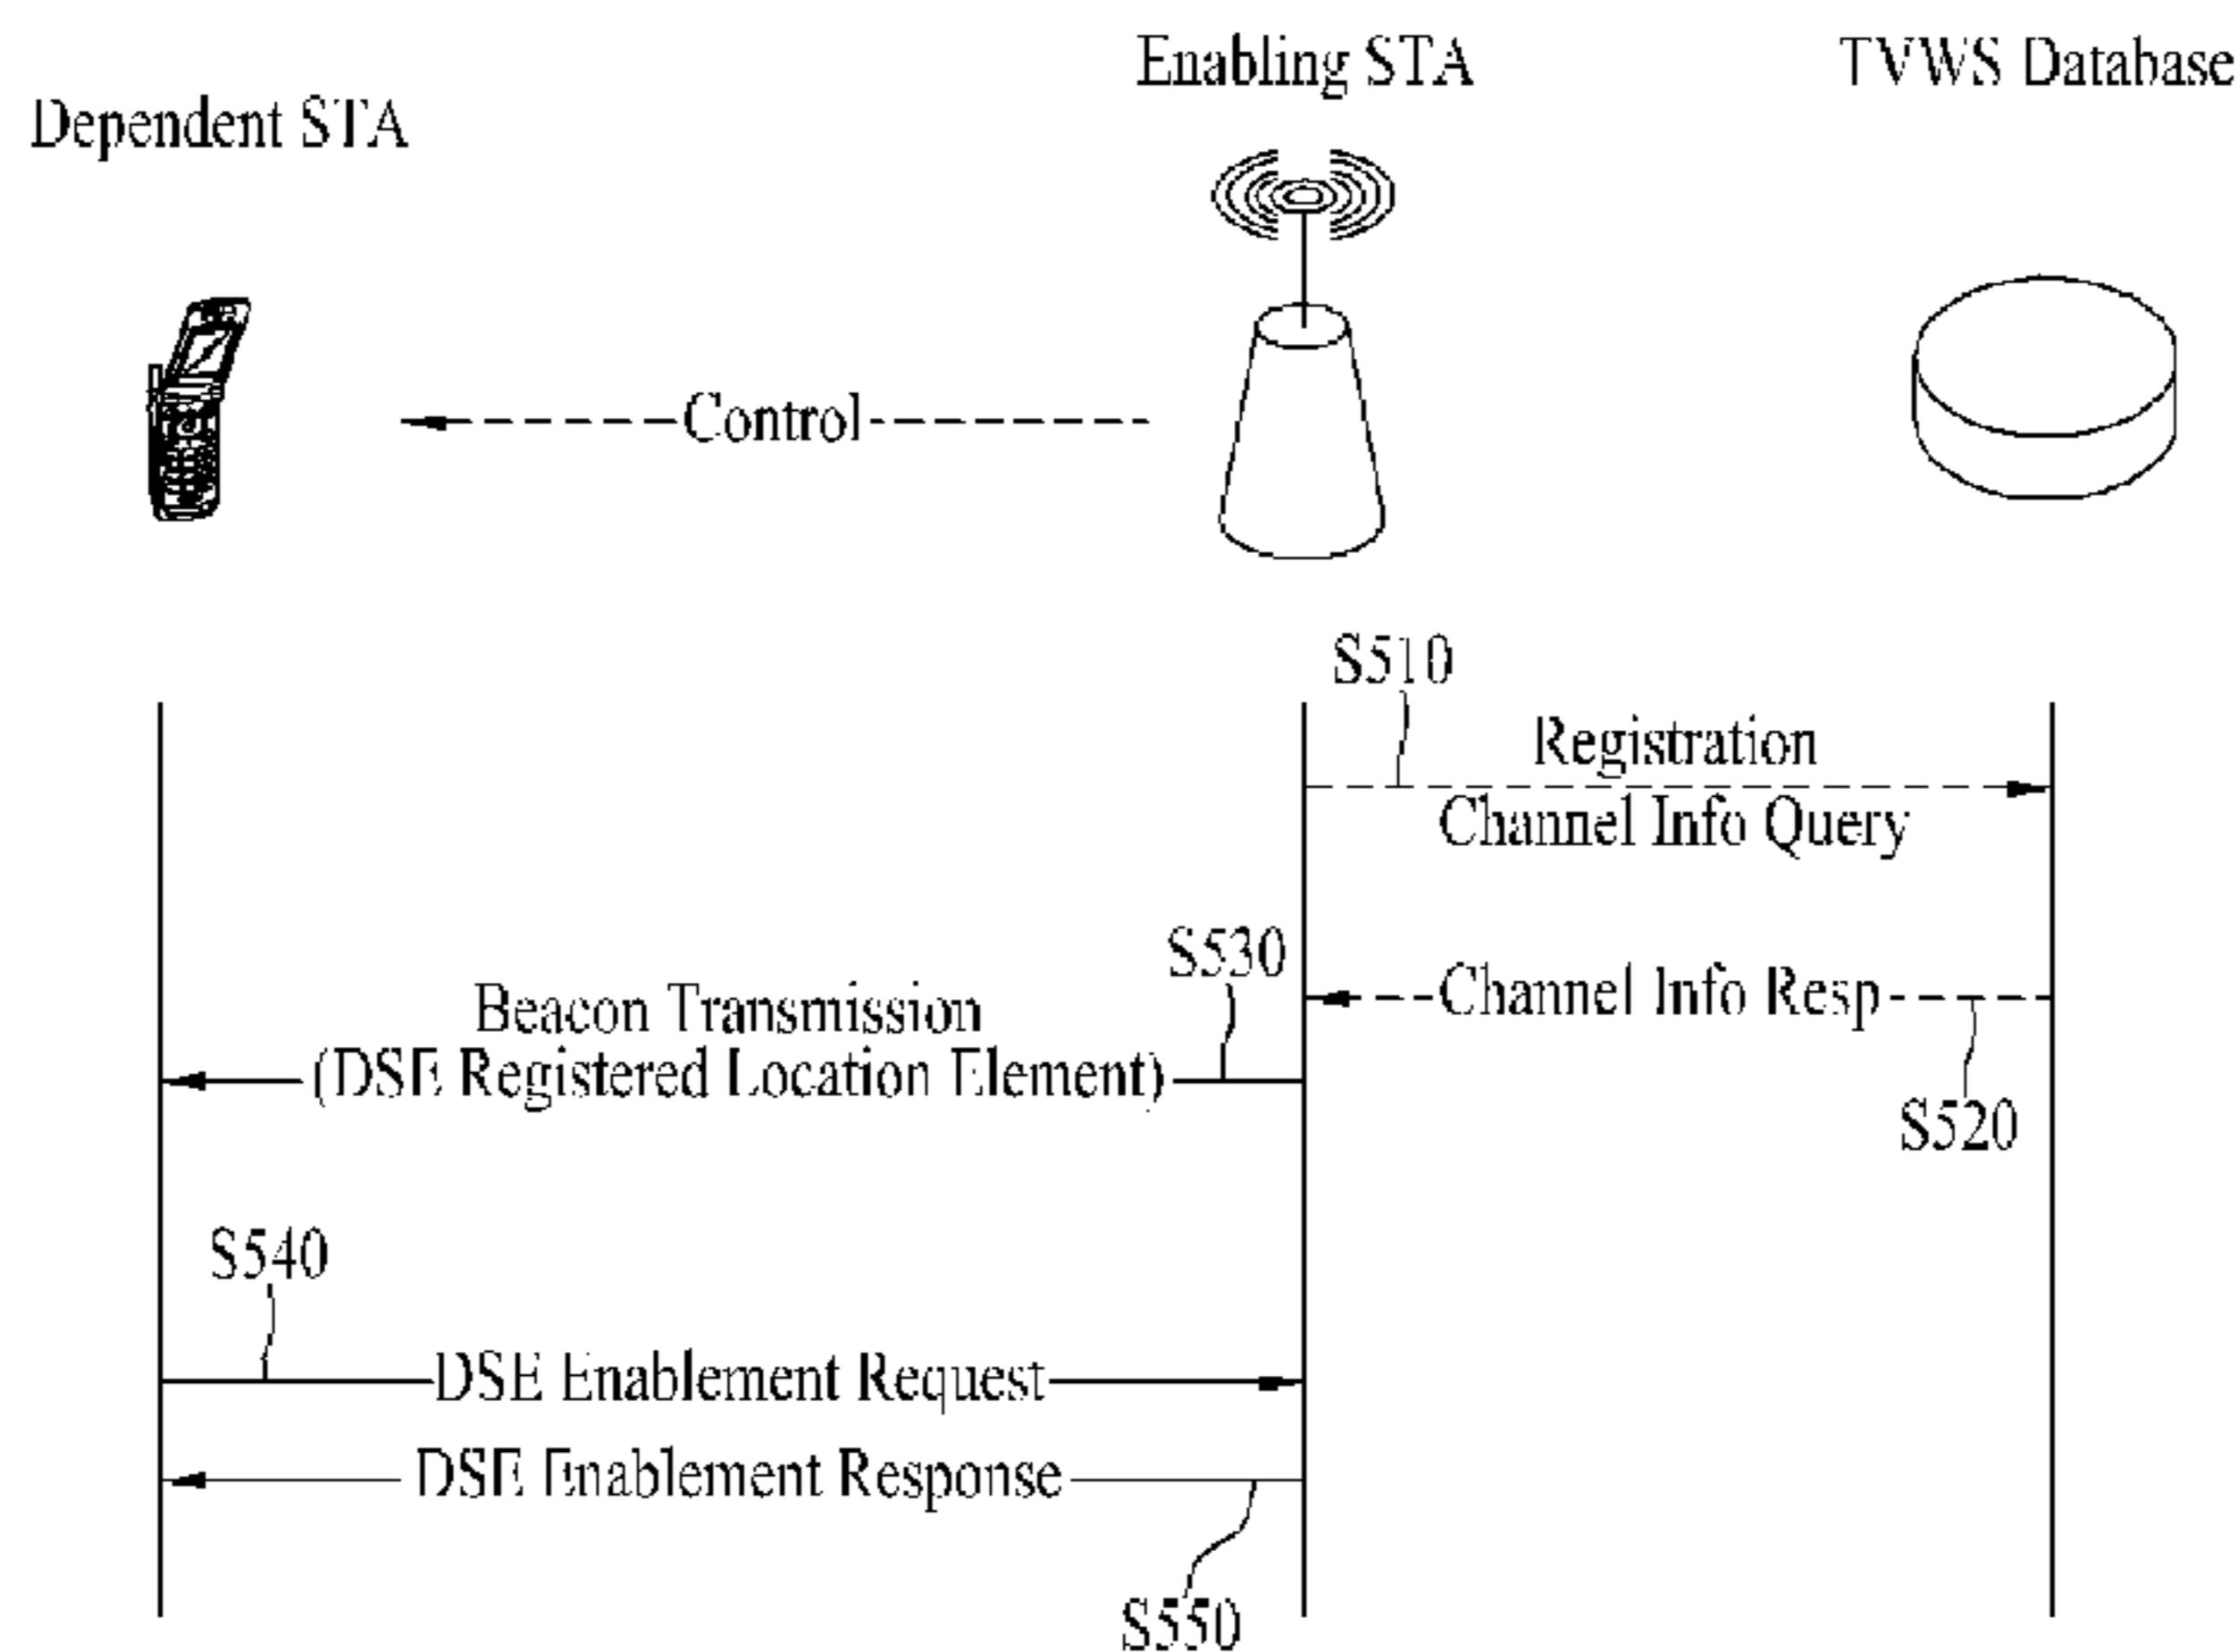 Enabling STA
TVWS Database
Dependent STA
Control
S510
Registration
Channel Info Query
S530
Channel Info Resp
Beacon Transmission
(DSE Registered Location Element)
S520
S540
DSE Enablement Request
DSE Enablement Response
S550